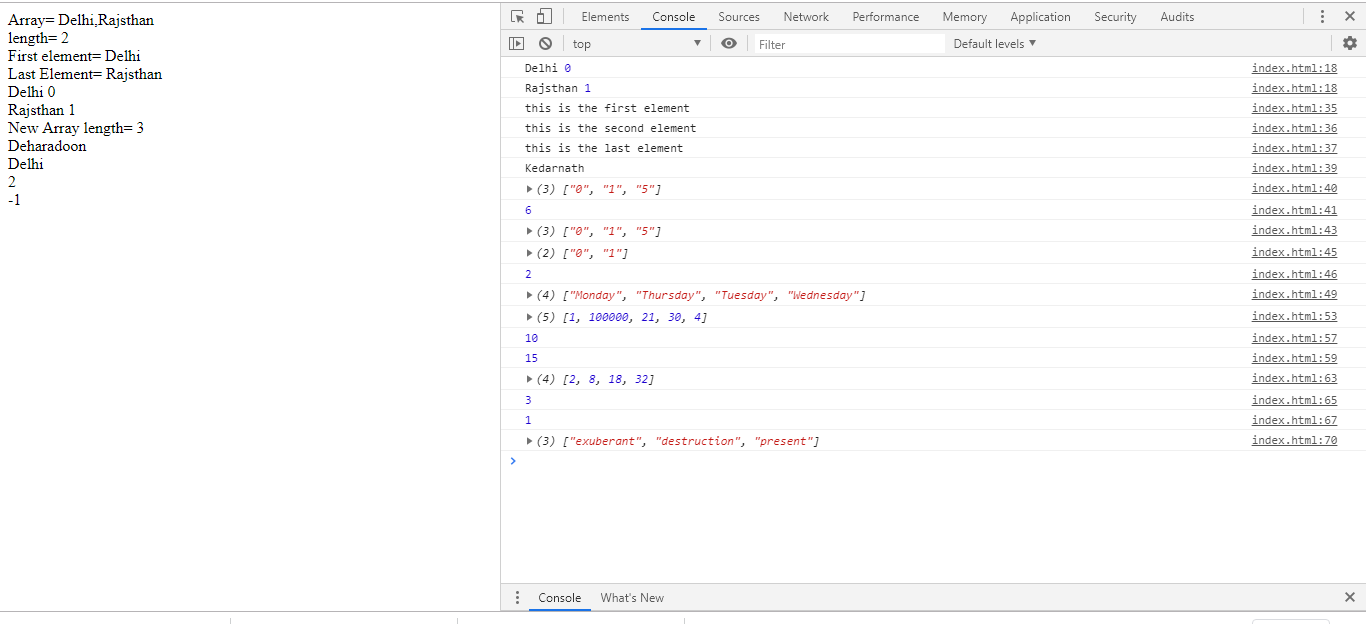 Array= Delhi,Rajsthan
length= 2
First element= Delhi
Last Element= Rajsthan
Delhi 0
Rajsthan 1
New Array length= 3
Deharadoon
Delhi
2
-1
Elements Console Sources Network Performance Memory Application Security Audits
top Filter Default levels
Delhi 0 index.html:18
Rajsthan 1 index.html:18
this is the first element index.html:35
this is the second element index.html:36
this is the last element index.html:37
Kedarnath index.html:39
(3) ["0", "1", "5"] index.html:40
6 index.html:41
(3) ["0", "1", "5"] index.html:43
(2) ["0", "1"] index.html:45
2 index.html:46
(4) ["Monday", "Thursday", "Tuesday", "Wednesday"] index.html:49
(5) [1, 100000, 21, 30, 4] index.html:53
10 index.html:57
15 index.html:59
(4) [2, 8, 18, 32] index.html:63
3 index.html:65
1 index.html:67
(3) ["exuberant", "destruction", "present"] index.html:70
Console What's New